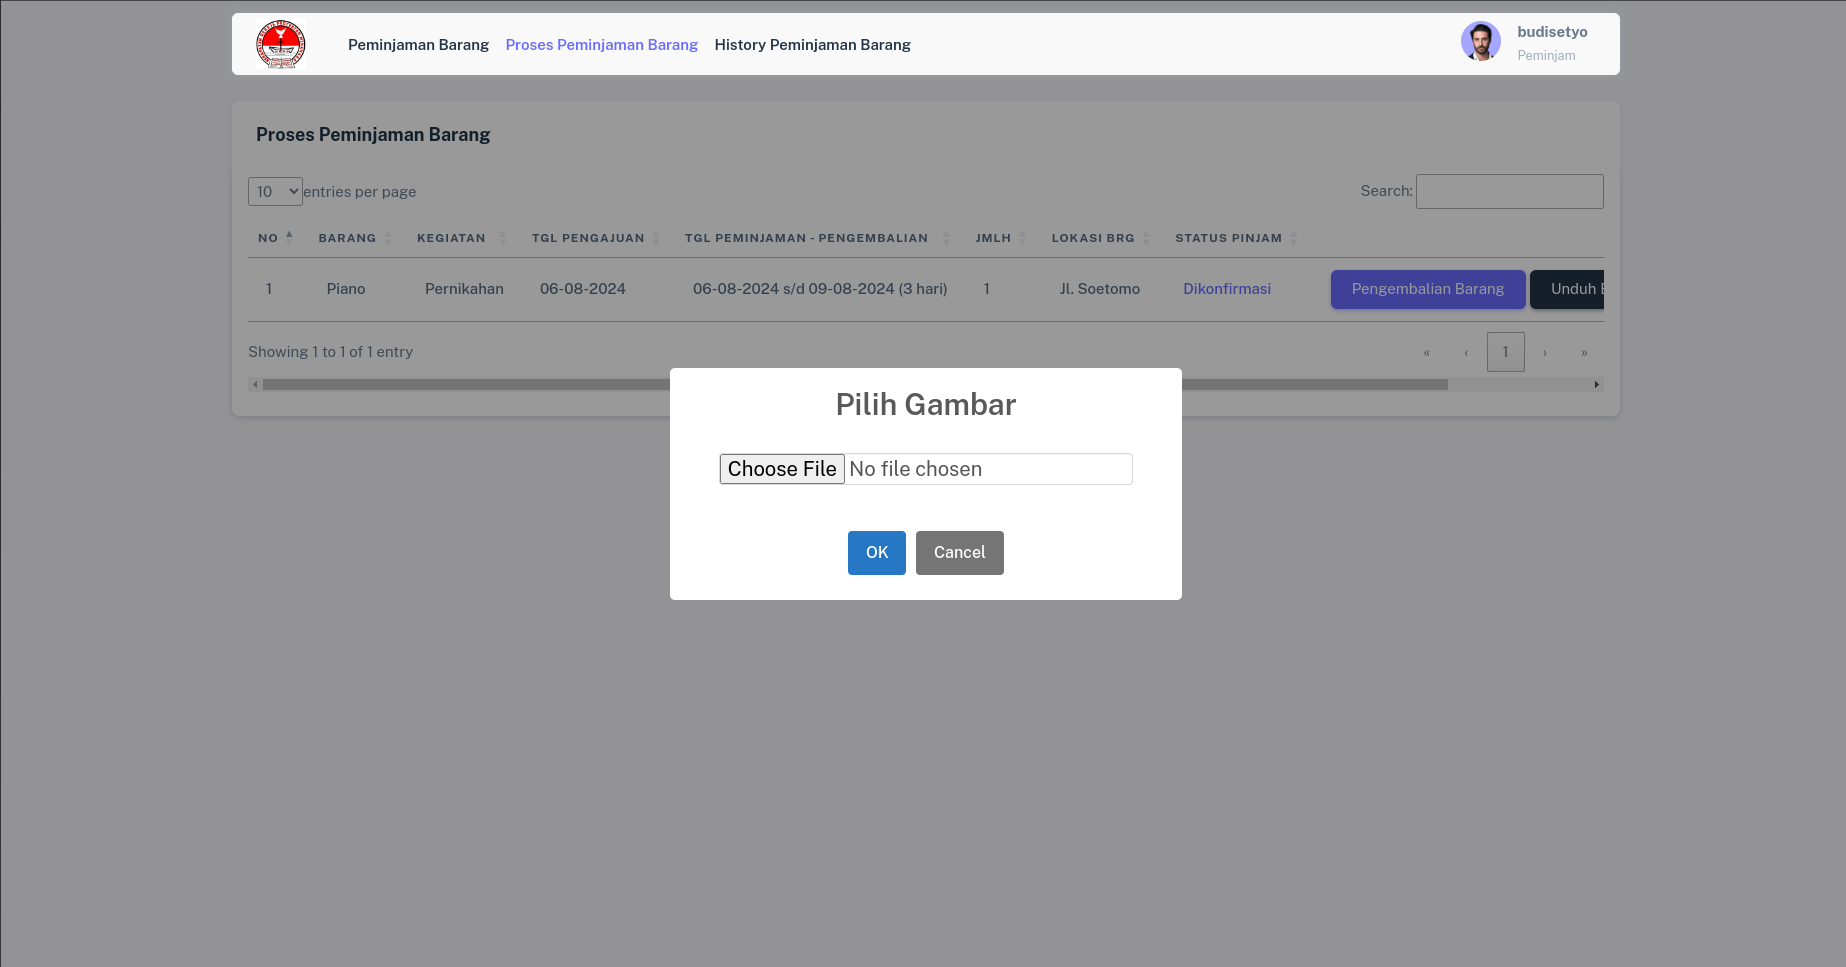 Peminjaman Barang Proses Peminjaman Barang History Peminjaman Barang
budisetyo
Peminjam
Proses Peminjaman Barang
10 entries per page
Search:
NO BARANG KEGIATAN TGL PENGAJUAN TGL PEMINJAMAN - PENGEMBALIAN JMLH LOKASI BRG STATUS PINJAM
1 Piano Pernikahan 06-08-2024 06-08-2024 s/d 09-08-2024 (3 hari) 1 Jl. Soetomo Dikonfirmasi Pengembalian Barang Unduh
Showing 1 to 1 of 1 entry
« ‹ 1 › »
Pilih Gambar
Choose File No file chosen
OK Cancel